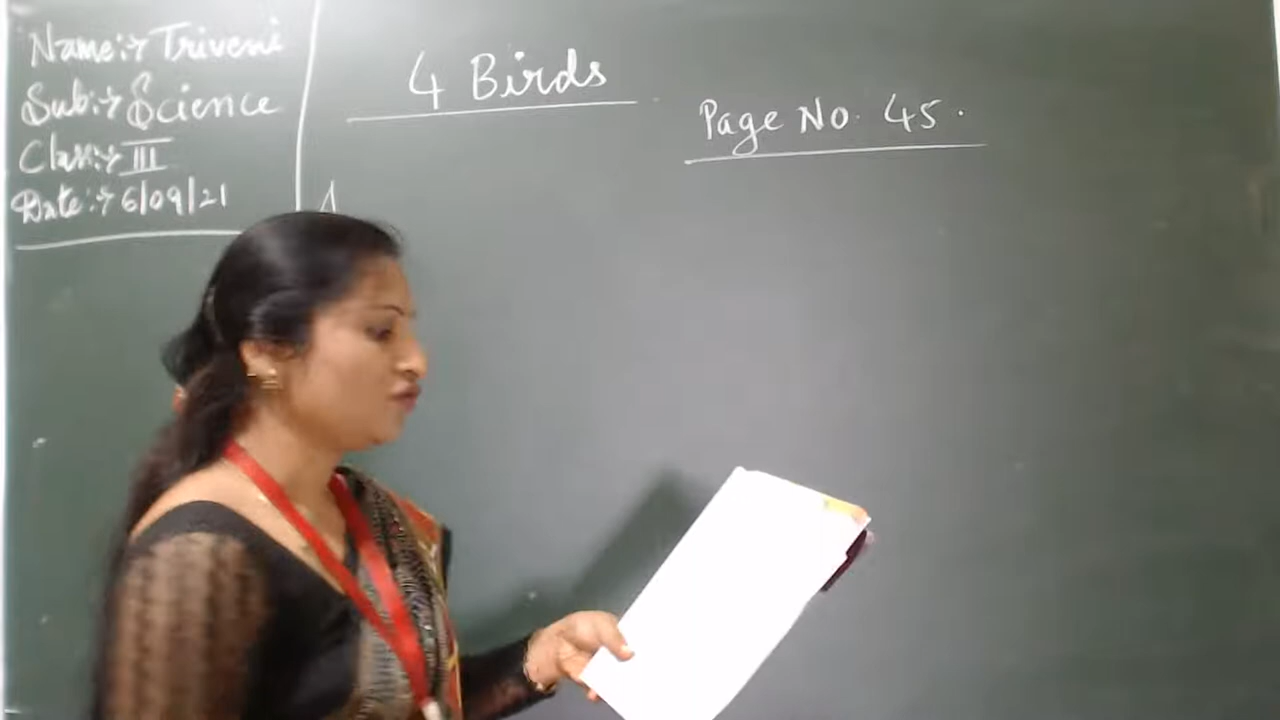 Name:→ Triveni
Sub:→ Science
Class:→ III
Date:→ 6/09/21
4 Birds
Page No. 45.
A